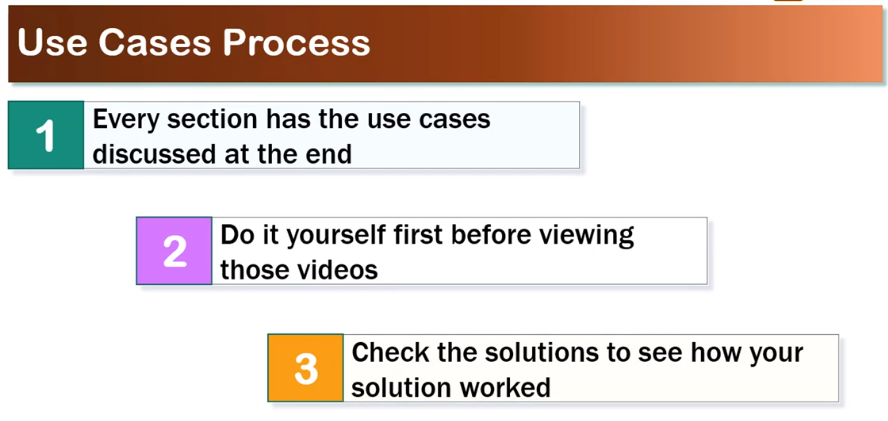 Use Cases Process
1
Every section has the use cases
discussed at the end
2
Do it yourself first before viewing
those videos
3
Check the solutions to see how your
solution worked